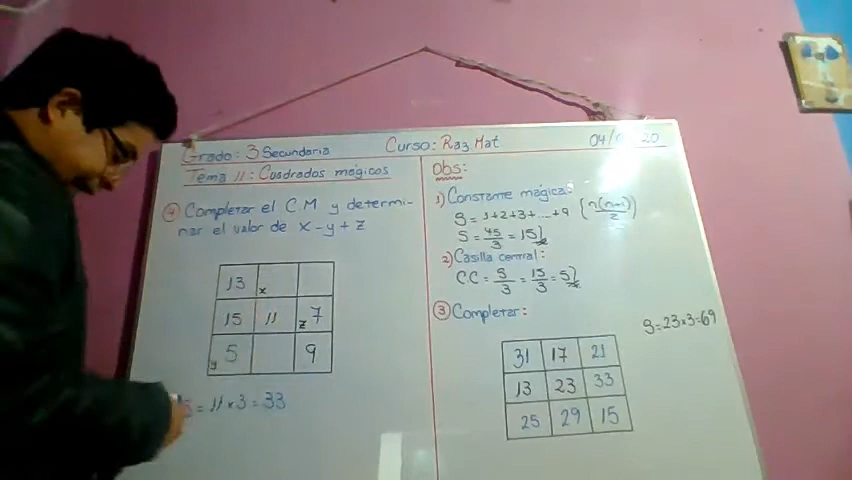 Grado: 3 Secundaria
Curso: Raz. Mat
Tema 11: Cuadrados mágicos
④ Completar el C.M y determi-
nar el valor de x-y+z
13 x
15 11 z 7
y 5 9
S = 11 x 3 = 33
Obs:
1) Constante mágica:
S = 1+2+3+....+9
S = 45/3 = 15
2) Casilla central:
C.C = S/3 = 15/3 = 5
③ Completar:
S = 23 x 3 = 69
31 17 21
13 23 33
25 29 15